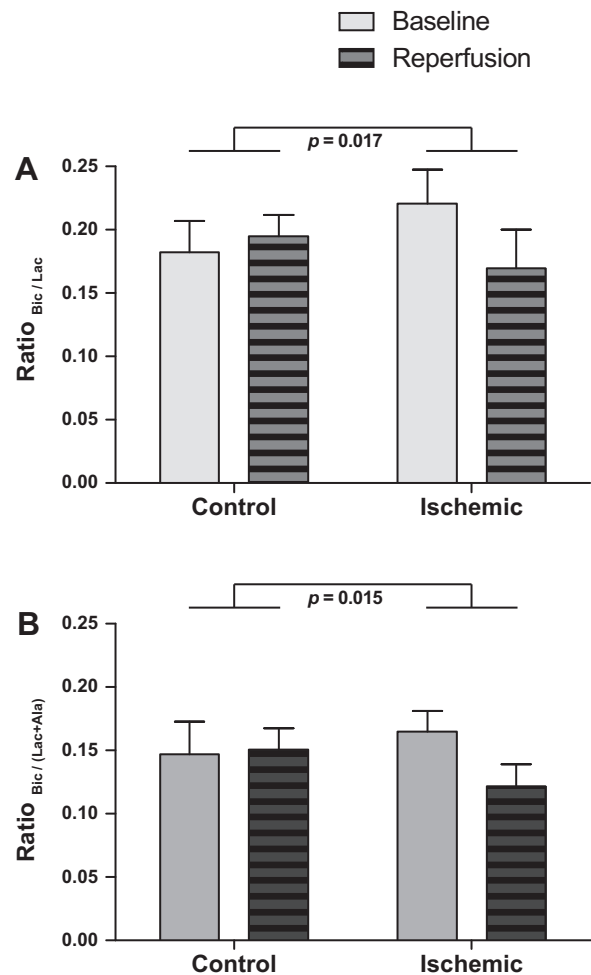 Baseline
Reperfusion
A
p = 0.017
0.25
0.20
0.15
0.10
0.05
0.00
Ratio Bic / Lac
Control Ischemic
B
p = 0.015
0.25
0.20
0.15
0.10
0.05
0.00
Ratio Bic / (Lac+Ala)
Control Ischemic